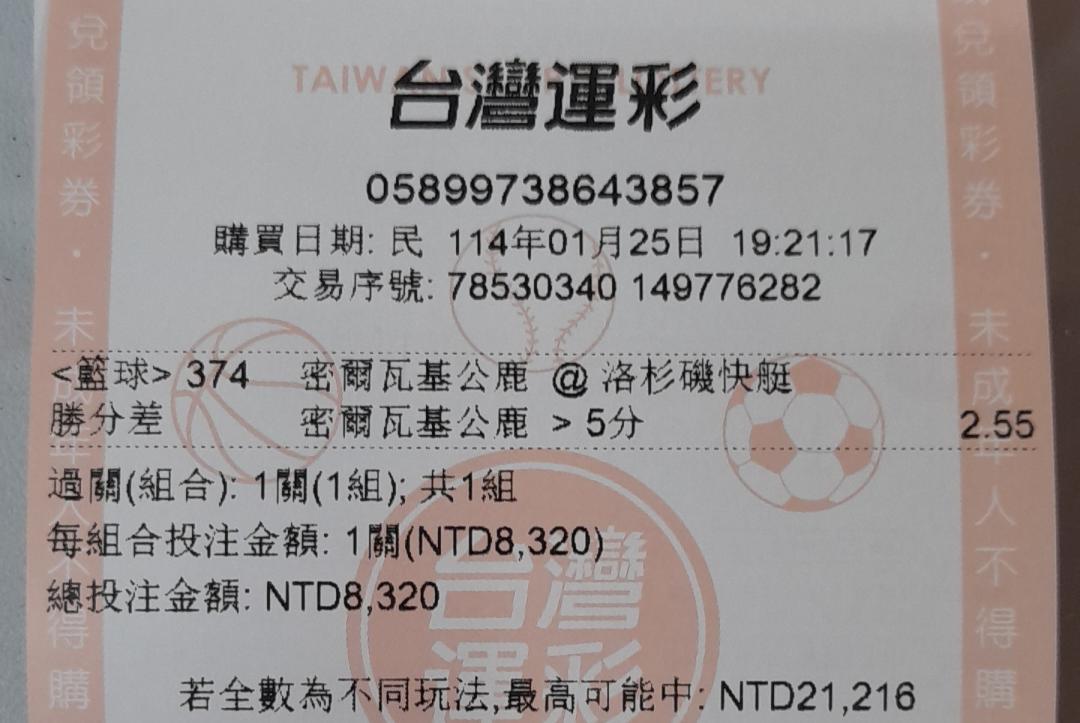 TAIWAN SPORTS LOTTERY
台灣運彩
05899738643857
購買日期: 民 114年01月25日 19:21:17
交易序號: 78530340 149776282
<籃球> 374 密爾瓦基公鹿 @ 洛杉磯快艇
勝分差 密爾瓦基公鹿 > 5分 2.55
過關(組合): 1關(1組); 共1組
每組合投注金額: 1關(NTD8,320)
總投注金額: NTD8,320
台灣
運彩
若全數為不同玩法,最高可能中: NTD21,216
兌領彩券．未成年人不得購
兌領彩券．未成年人不得購